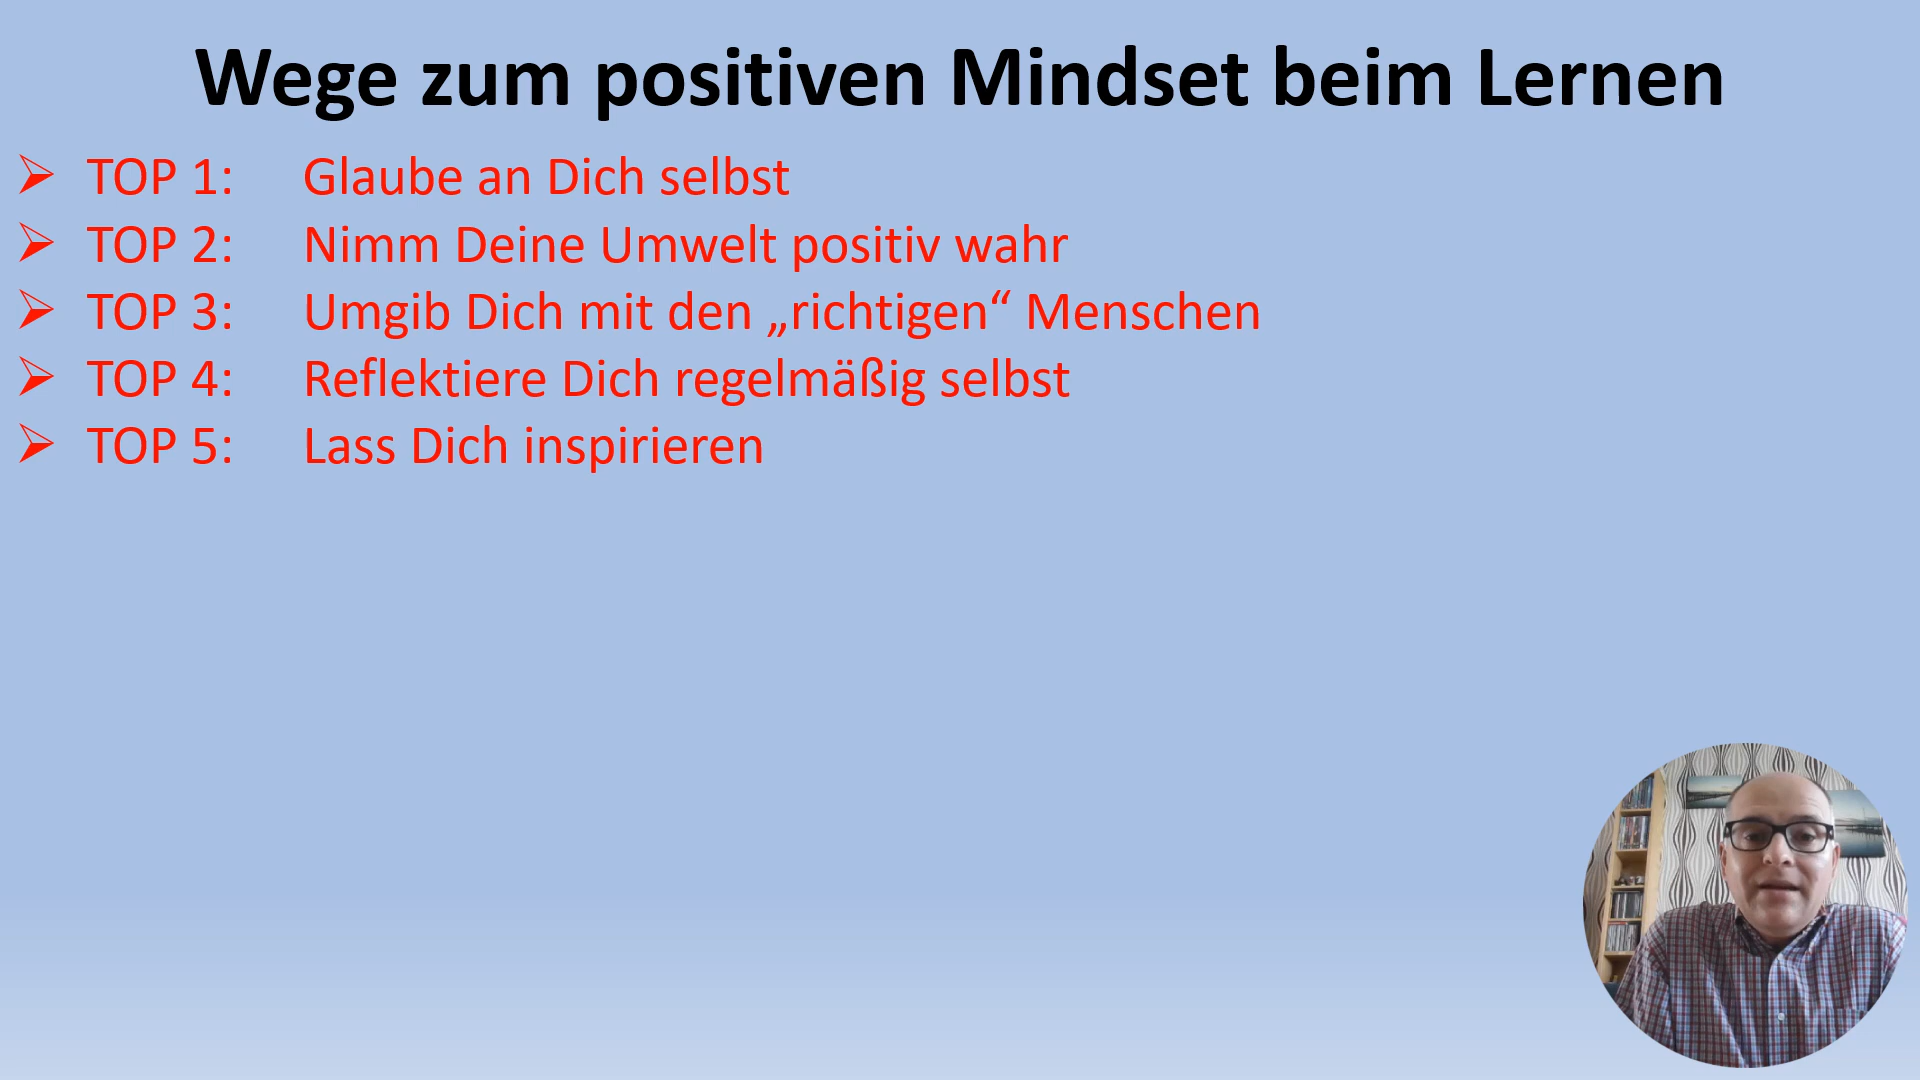 Wege zum positiven Mindset beim Lernen
➢ TOP 1: Glaube an Dich selbst
➢ TOP 2: Nimm Deine Umwelt positiv wahr
➢ TOP 3: Umgib Dich mit den „richtigen“ Menschen
➢ TOP 4: Reflektiere Dich regelmäßig selbst
➢ TOP 5: Lass Dich inspirieren